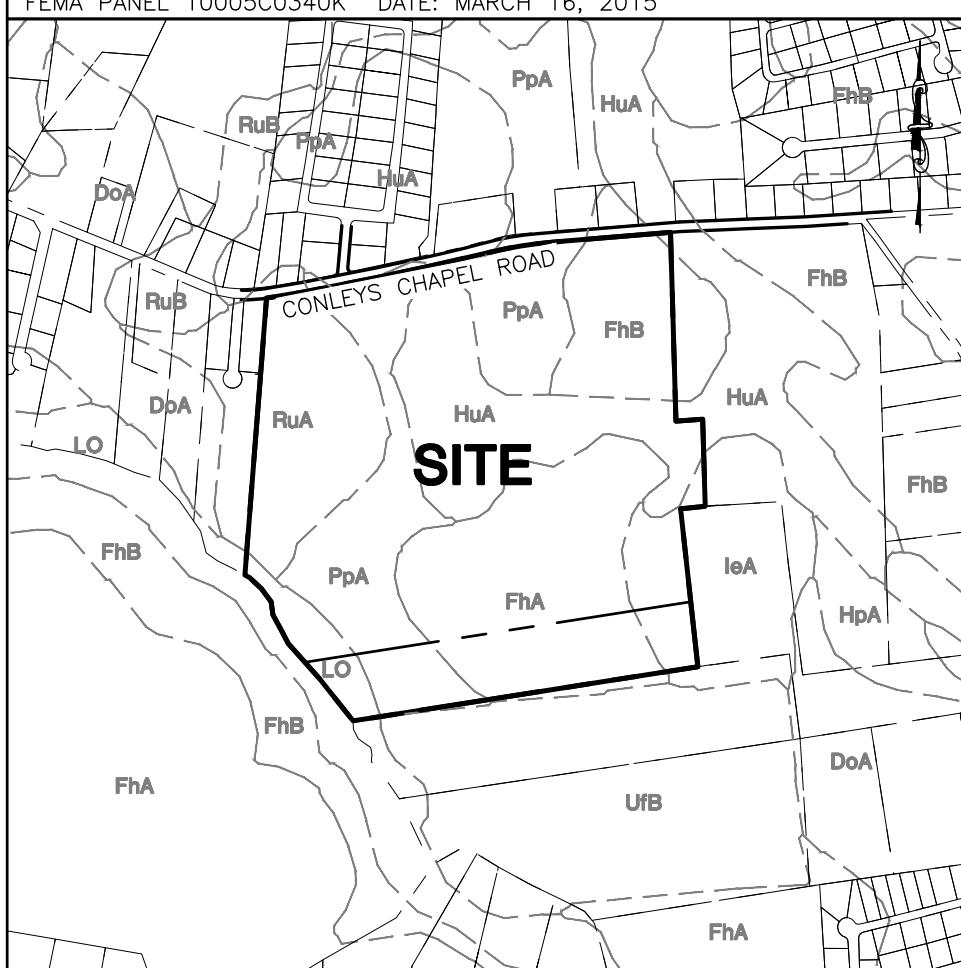 FEMA PANEL 10005C0340K DATE: MARCH 16, 2015
PpA
HuA
FhB
RuB
PpA
HuA
DoA
CONLEYS CHAPEL ROAD
FhB
RuB
PpA
FhB
HuA
DoA
RuA
HuA
LO
SITE
FhB
FhB
IeA
PpA
FhA
HpA
LO
FhB
DoA
FhA
UfB
FhA